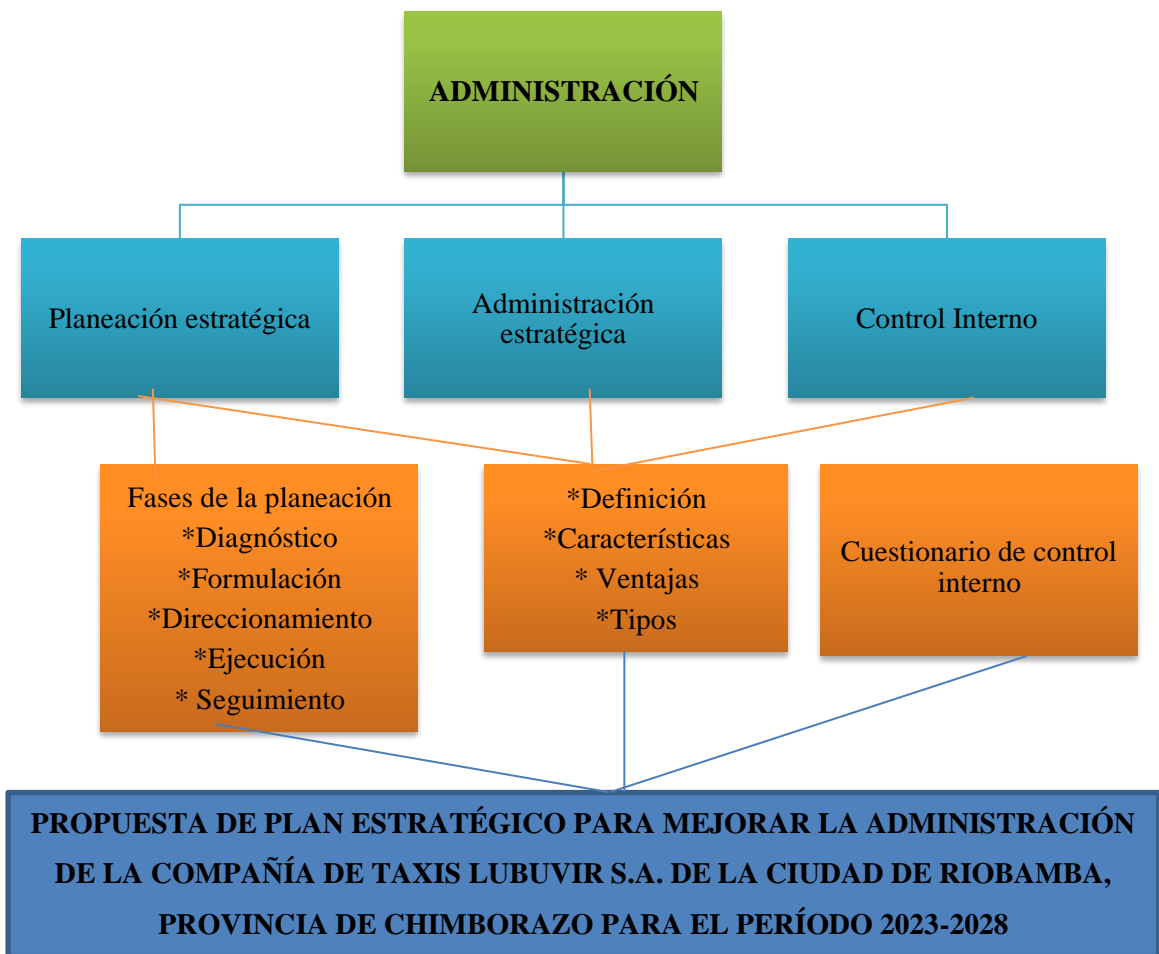 ADMINISTRACIÓN
Planeación estratégica
Administración
estratégica
Control Interno
Fases de la planeación
*Diagnóstico
*Formulación
*Direccionamiento
*Ejecución
* Seguimiento
*Definición
*Características
* Ventajas
*Tipos
Cuestionario de control
interno
PROPUESTA DE PLAN ESTRATÉGICO PARA MEJORAR LA ADMINISTRACIÓN
DE LA COMPAÑÍA DE TAXIS LUBUVIR S.A. DE LA CIUDAD DE RIOBAMBA,
PROVINCIA DE CHIMBORAZO PARA EL PERÍODO 2023-2028